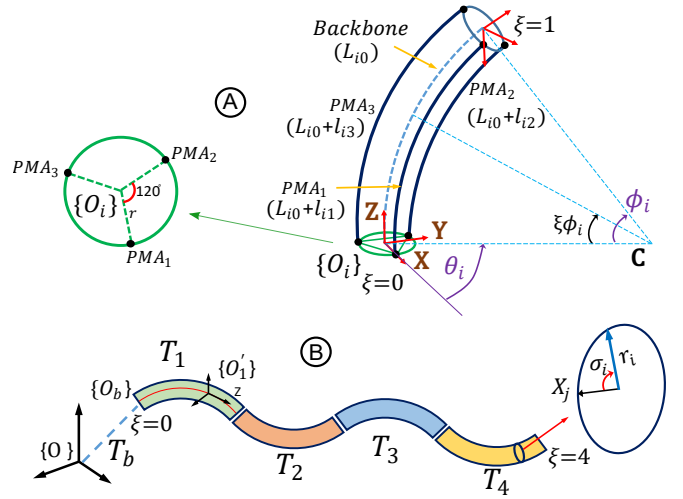 Backbone
(L_{i0})
ξ=1
A
PMA_3
(L_{i0}+l_{i3})
PMA_2
(L_{i0}+l_{i2})
PMA_2
PMA_3
120°
{O_i}
r
PMA_1
PMA_1
(L_{i0}+l_{i1})
Z
Y
X
ϕ_i
ξϕ_i
C
{O_i}
ξ=0
θ_i
B
T_1
{O_1'}
z
{O_b}
ξ=0
{O}
T_b
T_2
T_3
T_4
ξ=4
σ_i
r_i
X_j